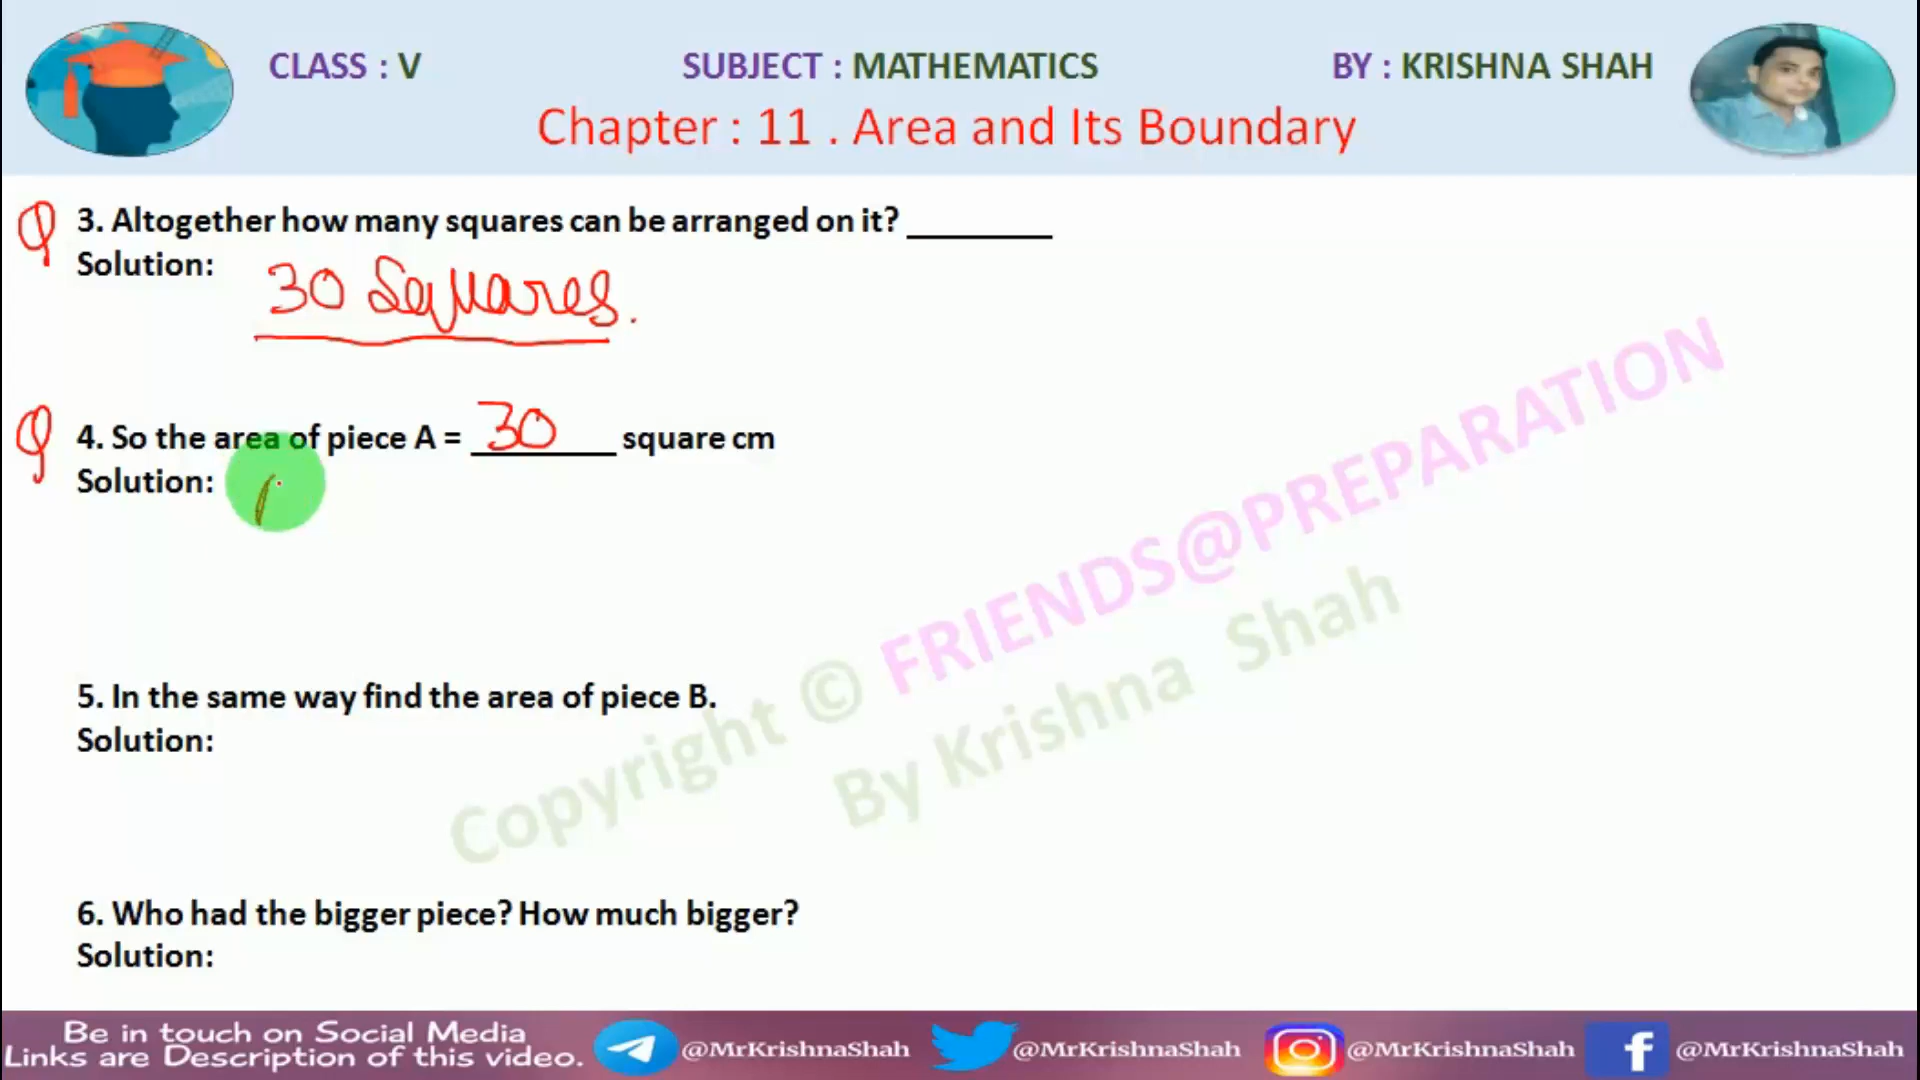 CLASS : V
SUBJECT : MATHEMATICS
BY : KRISHNA SHAH
Chapter : 11 . Area and Its Boundary
Q 3. Altogether how many squares can be arranged on it? ________
Solution:
30 Squares.
Q 4. So the area of piece A = 30 square cm
Solution:
5. In the same way find the area of piece B.
Solution:
6. Who had the bigger piece? How much bigger?
Solution:
Copyright © FRIENDS@PREPARATION
By Krishna Shah
Be in touch on Social Media
Links are Description of this video.
@MrKrishnaShah
@MrKrishnaShah
@MrKrishnaShah
@MrKrishnaShah